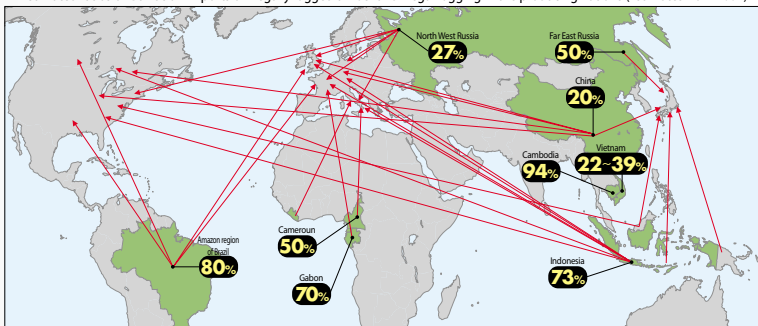 North West Russia
27%
Far East Russia
50%
China
20%
Vietnam
22~39%
Cambodia
94%
Cameroun
50%
Gabon
70%
Amazon region
of Brazil
80%
Indonesia
73%